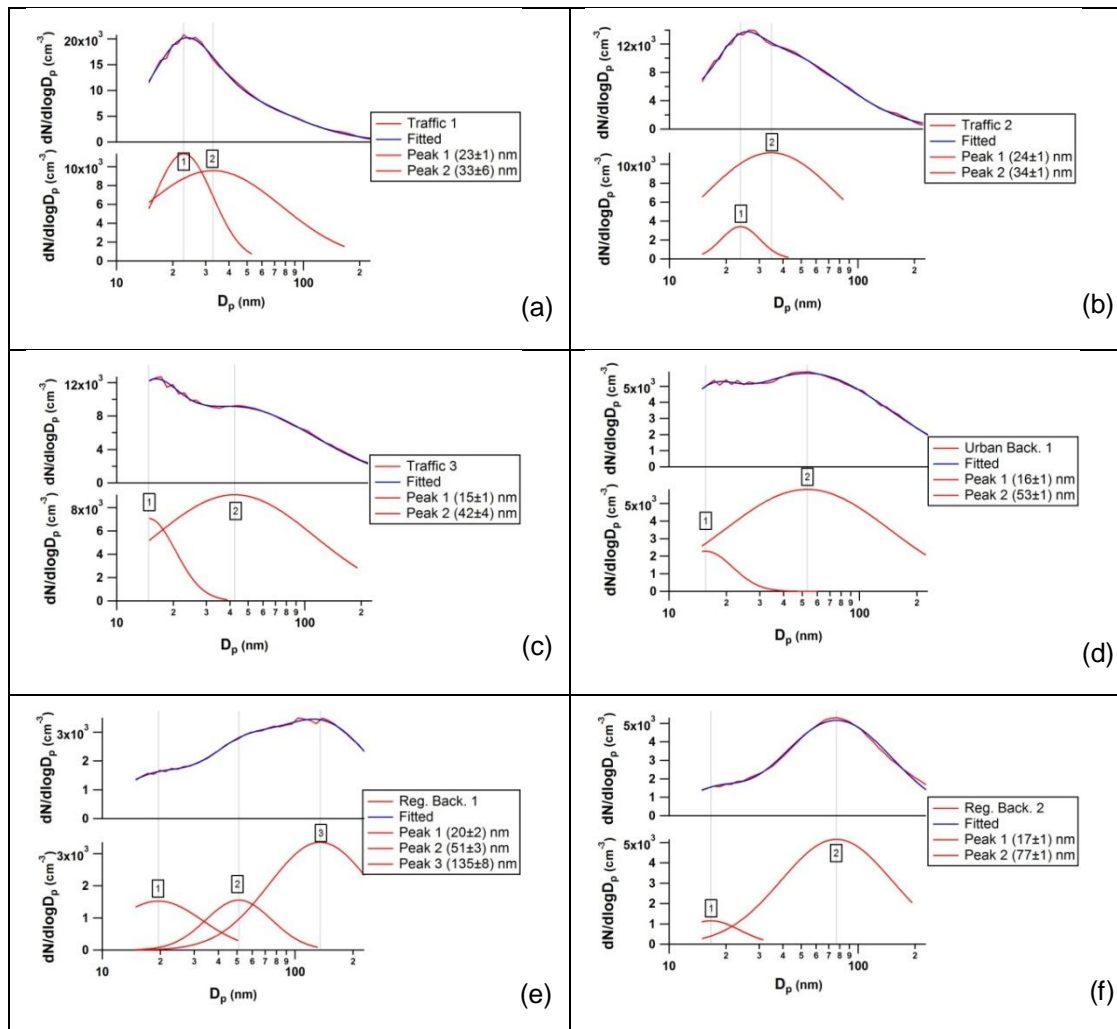 dN/dlogDp (cm-3)
20x10³
15
10
5
0
dN/dlogDp (cm-3)
10x10³
8
6
4
2
0
1
2
10
2
3
4
5
6
7
8
9
100
2
Dp (nm)
Traffic 1
Fitted
Peak 1 (23±1) nm
Peak 2 (33±6) nm
(a)
dN/dlogDp (cm-3)
12x10³
8
4
0
dN/dlogDp (cm-3)
10x10³
8
6
4
2
0
2
1
10
2
3
4
5
6
7
8
9
100
2
Dp (nm)
Traffic 2
Fitted
Peak 1 (24±1) nm
Peak 2 (34±1) nm
(b)
dN/dlogDp (cm-3)
12x10³
8
4
0
dN/dlogDp (cm-3)
8x10³
6
4
2
0
1
2
10
2
3
4
5
6
7
8
9
100
2
Dp (nm)
Traffic 3
Fitted
Peak 1 (15±1) nm
Peak 2 (42±4) nm
(c)
dN/dlogDp (cm-3)
5x10³
4
3
2
1
0
dN/dlogDp (cm-3)
5x10³
4
3
2
1
0
1
2
10
2
3
4
5
6
7
8
9
100
2
Dp (nm)
Urban Back. 1
Fitted
Peak 1 (16±1) nm
Peak 2 (53±1) nm
(d)
dN/dlogDp (cm-3)
3x10³
2
1
0
dN/dlogDp (cm-3)
3x10³
2
1
0
1
2
3
10
2
3
4
5
6
7
8
9
100
2
Dp (nm)
Reg. Back. 1
Fitted
Peak 1 (20±2) nm
Peak 2 (51±3) nm
Peak 3 (135±8) nm
(e)
dN/dlogDp (cm-3)
5x10³
4
3
2
1
0
dN/dlogDp (cm-3)
5x10³
4
3
2
1
0
1
2
10
2
3
4
5
6
7
8
9
100
2
Dp (nm)
Reg. Back. 2
Fitted
Peak 1 (17±1) nm
Peak 2 (77±1) nm
(f)